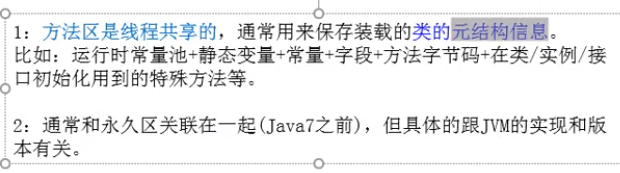 1：方法区是线程共享的，通常用来保存装载的类的元结构信息。
比如：运行时常量池+静态变量+常量+字段+方法字节码+在类/实例/接
口初始化用到的特殊方法等。
2：通常和永久区关联在一起(Java7之前)，但具体的跟JVM的实现和版
本有关。